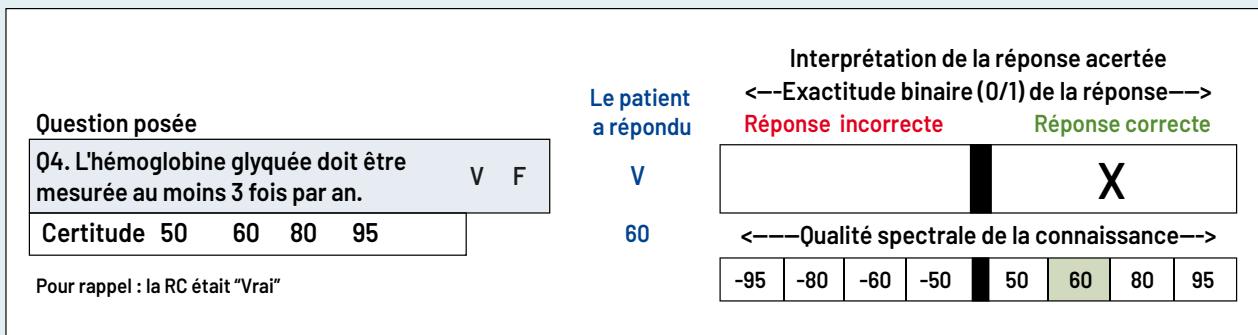 Question posée
Q4. L'hémoglobine glyquée doit être
mesurée au moins 3 fois par an.
V F
Certitude 50 60 80 95
Pour rappel : la RC était "Vrai"
Le patient
a répondu
V
60
Interprétation de la réponse acertée
<---Exactitude binaire (0/1) de la réponse---->
Réponse incorrecte Réponse correcte
X
<-----Qualité spectrale de la connaissance--->
-95 -80 -60 -50 50 60 80 95